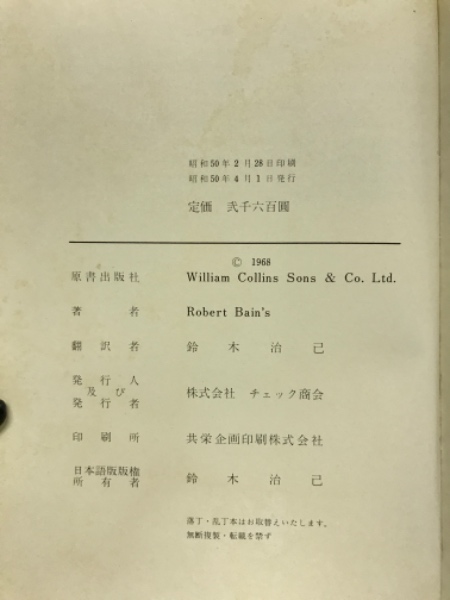 昭和50年2月28日印刷
昭和50年4月1日発行
定価 弐千六百圓
© 1968
原書出版社 William Collins Sons & Co. Ltd.
著者 Robert Bain's
翻訳者 鈴木治己
発行人
及び 株式会社 チェック商会
発行者
印刷所 共栄企画印刷株式会社
日本語版版権
所有者 鈴木治己
落丁・乱丁本はお取替えいたします。
無断複製・転載を禁ず